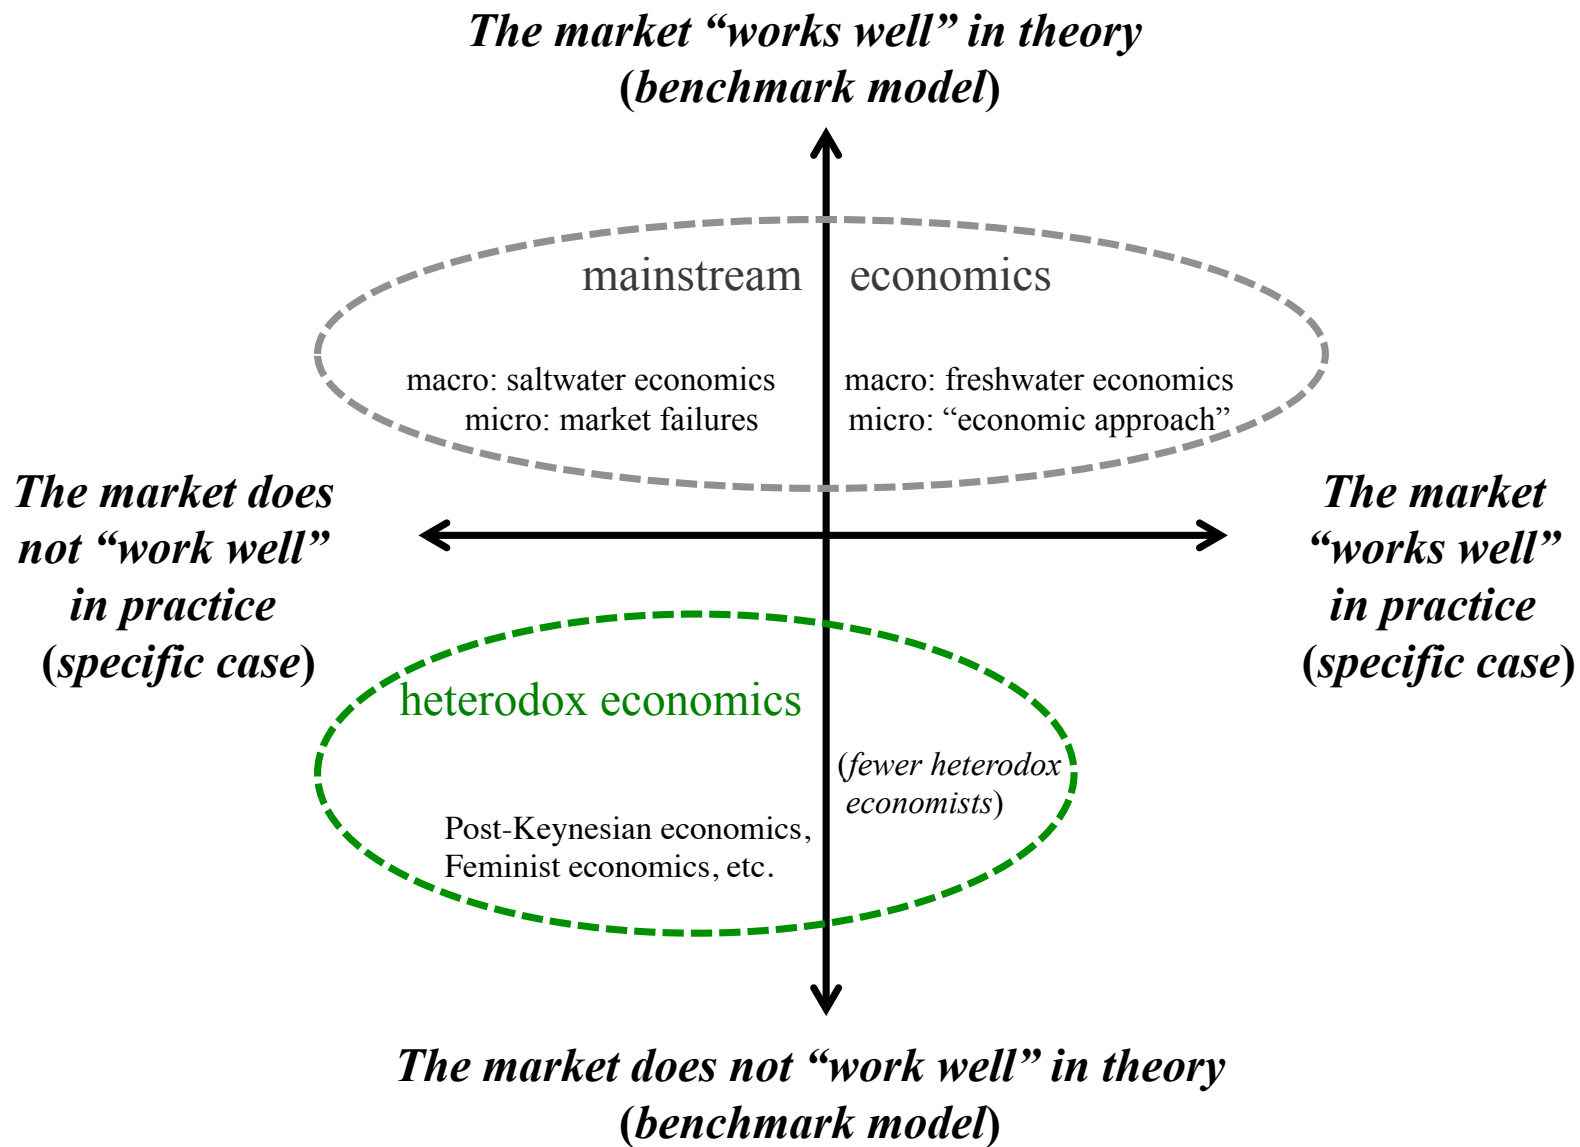 The market “works well” in theory
(benchmark model)
mainstream economics
macro: saltwater economics
micro: market failures
macro: freshwater economics
micro: “economic approach”
The market does
not “work well”
in practice
(specific case)
The market
“works well”
in practice
(specific case)
heterodox economics
(fewer heterodox
economists)
Post-Keynesian economics,
Feminist economics, etc.
The market does not “work well” in theory
(benchmark model)